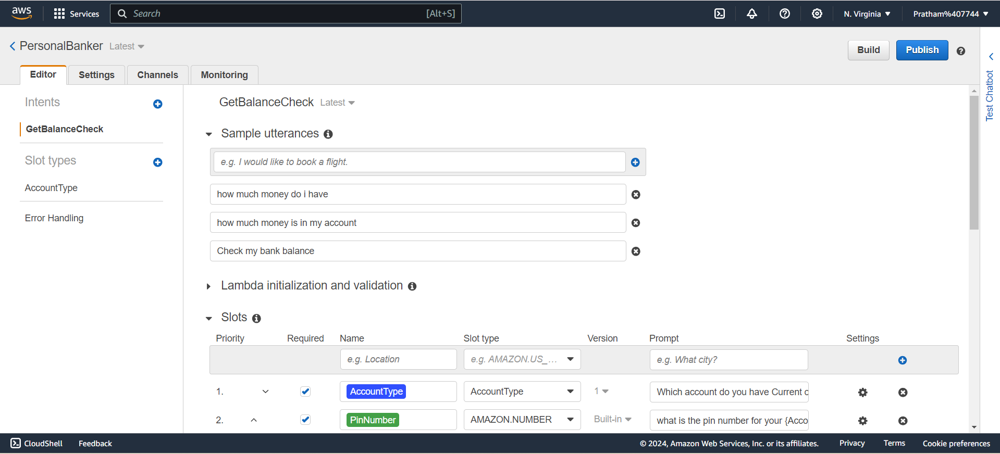 aws Services Search [Alt+S] N. Virginia Pratham%407744
PersonalBanker Latest Build Publish
Editor Settings Channels Monitoring
Test Chatbot
Intents
GetBalanceCheck
Slot types
AccountType
Error Handling
GetBalanceCheck Latest
Sample utterances
e.g. I would like to book a flight.
how much money do i have
how much money is in my account
Check my bank balance
Lambda initialization and validation
Slots
Priority Required Name Slot type Version Prompt Settings
e.g. Location e.g. AMAZON.US_... e.g. What city?
1. AccountType AccountType 1 Which account do you have Current
2. PinNumber AMAZON.NUMBER Built-in what is the pin number for your {Acco
CloudShell Feedback © 2024, Amazon Web Services, Inc. or its affiliates. Privacy Terms Cookie preferences